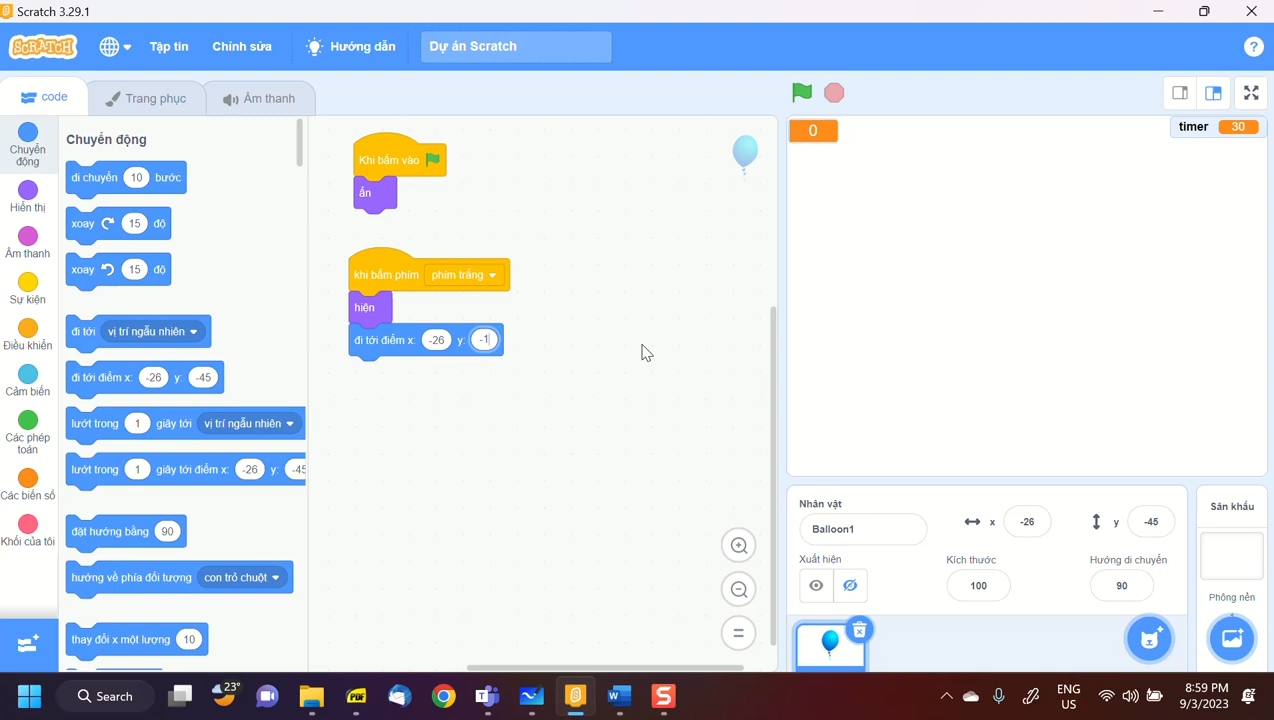 Scratch 3.29.1
SCRATCH
Tập tin
Chỉnh sửa
Hướng dẫn
Dự án Scratch
?
code
Trang phục
Âm thanh
Chuyển động
Hiển thị
Âm thanh
Sự kiện
Điều khiển
Cảm biến
Các phép toán
Các biến số
Khối của tôi
Chuyển động
di chuyển 10 bước
xoay 15 độ
xoay 15 độ
đi tới vị trí ngẫu nhiên
đi tới điểm x: -26 y: -45
lướt trong 1 giây tới vị trí ngẫu nhiên
lướt trong 1 giây tới điểm x: -26 y: -45
đặt hướng bằng 90
hướng về phía đối tượng con trỏ chuột
thay đổi x một lượng 10
Khi bấm vào
ẩn
khi bấm phím phím trắng
hiện
đi tới điểm x: -26 y: -1
0
timer 30
Nhân vật
Balloon1
x -26
y -45
Xuất hiện
Kích thước
100
Hướng di chuyển
90
Sân khấu
Phông nền
23°
Search
PDF
ENG
US
8:59 PM
9/3/2023